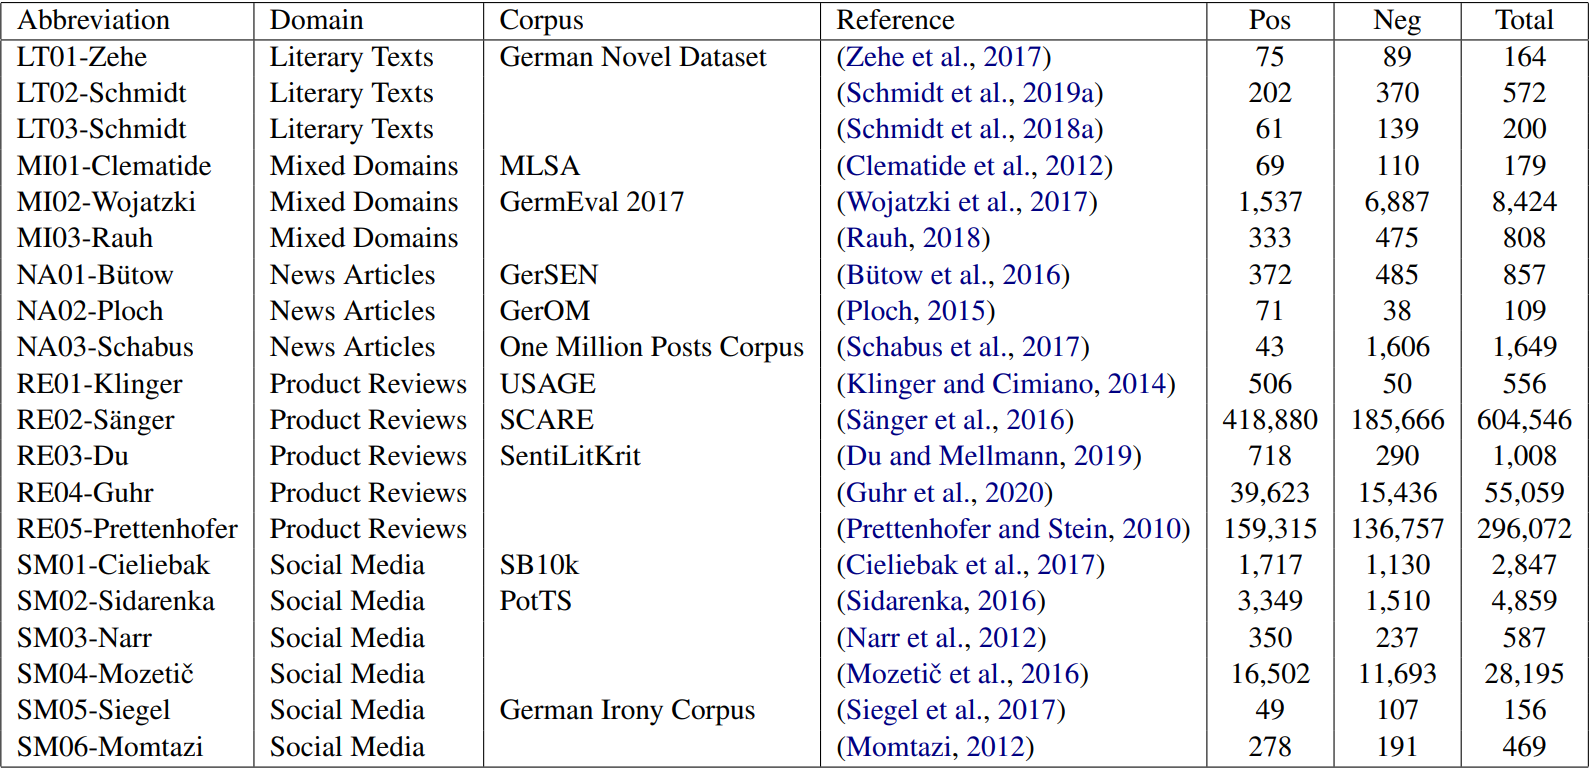 Abbreviation Domain Corpus Reference Pos Neg Total
LT01-Zehe Literary Texts German Novel Dataset (Zehe et al., 2017) 75 89 164
LT02-Schmidt Literary Texts (Schmidt et al., 2019a) 202 370 572
LT03-Schmidt Literary Texts (Schmidt et al., 2018a) 61 139 200
MI01-Clematide Mixed Domains MLSA (Clematide et al., 2012) 69 110 179
MI02-Wojatzki Mixed Domains GermEval 2017 (Wojatzki et al., 2017) 1,537 6,887 8,424
MI03-Rauh Mixed Domains (Rauh, 2018) 333 475 808
NA01-Bütow News Articles GerSEN (Bütow et al., 2016) 372 485 857
NA02-Ploch News Articles GerOM (Ploch, 2015) 71 38 109
NA03-Schabus News Articles One Million Posts Corpus (Schabus et al., 2017) 43 1,606 1,649
RE01-Klinger Product Reviews USAGE (Klinger and Cimiano, 2014) 506 50 556
RE02-Sänger Product Reviews SCARE (Sänger et al., 2016) 418,880 185,666 604,546
RE03-Du Product Reviews SentiLitKrit (Du and Mellmann, 2019) 718 290 1,008
RE04-Guhr Product Reviews (Guhr et al., 2020) 39,623 15,436 55,059
RE05-Prettenhofer Product Reviews (Prettenhofer and Stein, 2010) 159,315 136,757 296,072
SM01-Cieliebak Social Media SB10k (Cieliebak et al., 2017) 1,717 1,130 2,847
SM02-Sidarenka Social Media PotTS (Sidarenka, 2016) 3,349 1,510 4,859
SM03-Narr Social Media (Narr et al., 2012) 350 237 587
SM04-Mozetič Social Media (Mozetič et al., 2016) 16,502 11,693 28,195
SM05-Siegel Social Media German Irony Corpus (Siegel et al., 2017) 49 107 156
SM06-Momtazi Social Media (Momtazi, 2012) 278 191 469